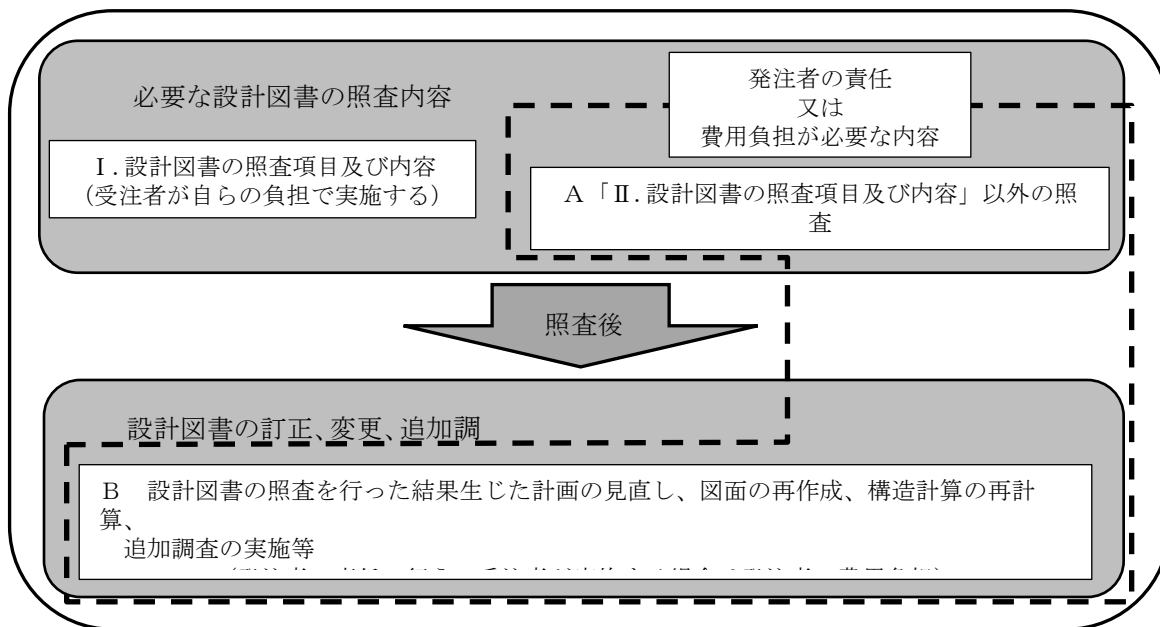 必要な設計図書の照査内容
発注者の責任
又は
費用負担が必要な内容
Ⅰ.設計図書の照査項目及び内容
(受注者が自らの負担で実施する)
A「Ⅱ.設計図書の照査項目及び内容」以外の照
査
照査後
設計図書の訂正、変更、追加調
B　設計図書の照査を行った結果生じた計画の見直し、図面の再作成、構造計算の再計
算、
追加調査の実施等